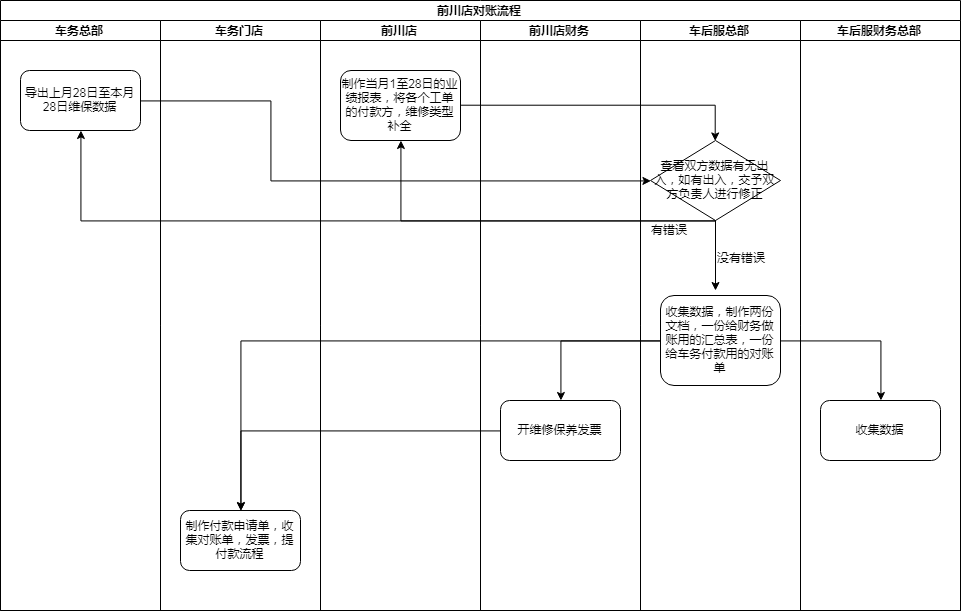 前川店对账流程
车务总部
车务门店
前川店
前川店财务
车后服总部
车后服财务总部
导出上月28日至本月
28日维保数据
制作当月1至28日的业
绩报表，将各个工单
的付款方，维修类型
补全
查看双方数据有无出
入，如有出入，交予双
方负责人进行修正
有错误
没有错误
收集数据，制作两份
文档，一份给财务做
账用的汇总表，一份
给车务付款用的对账
单
开维修保养发票
收集数据
制作付款申请单，收
集对账单，发票，提
付款流程